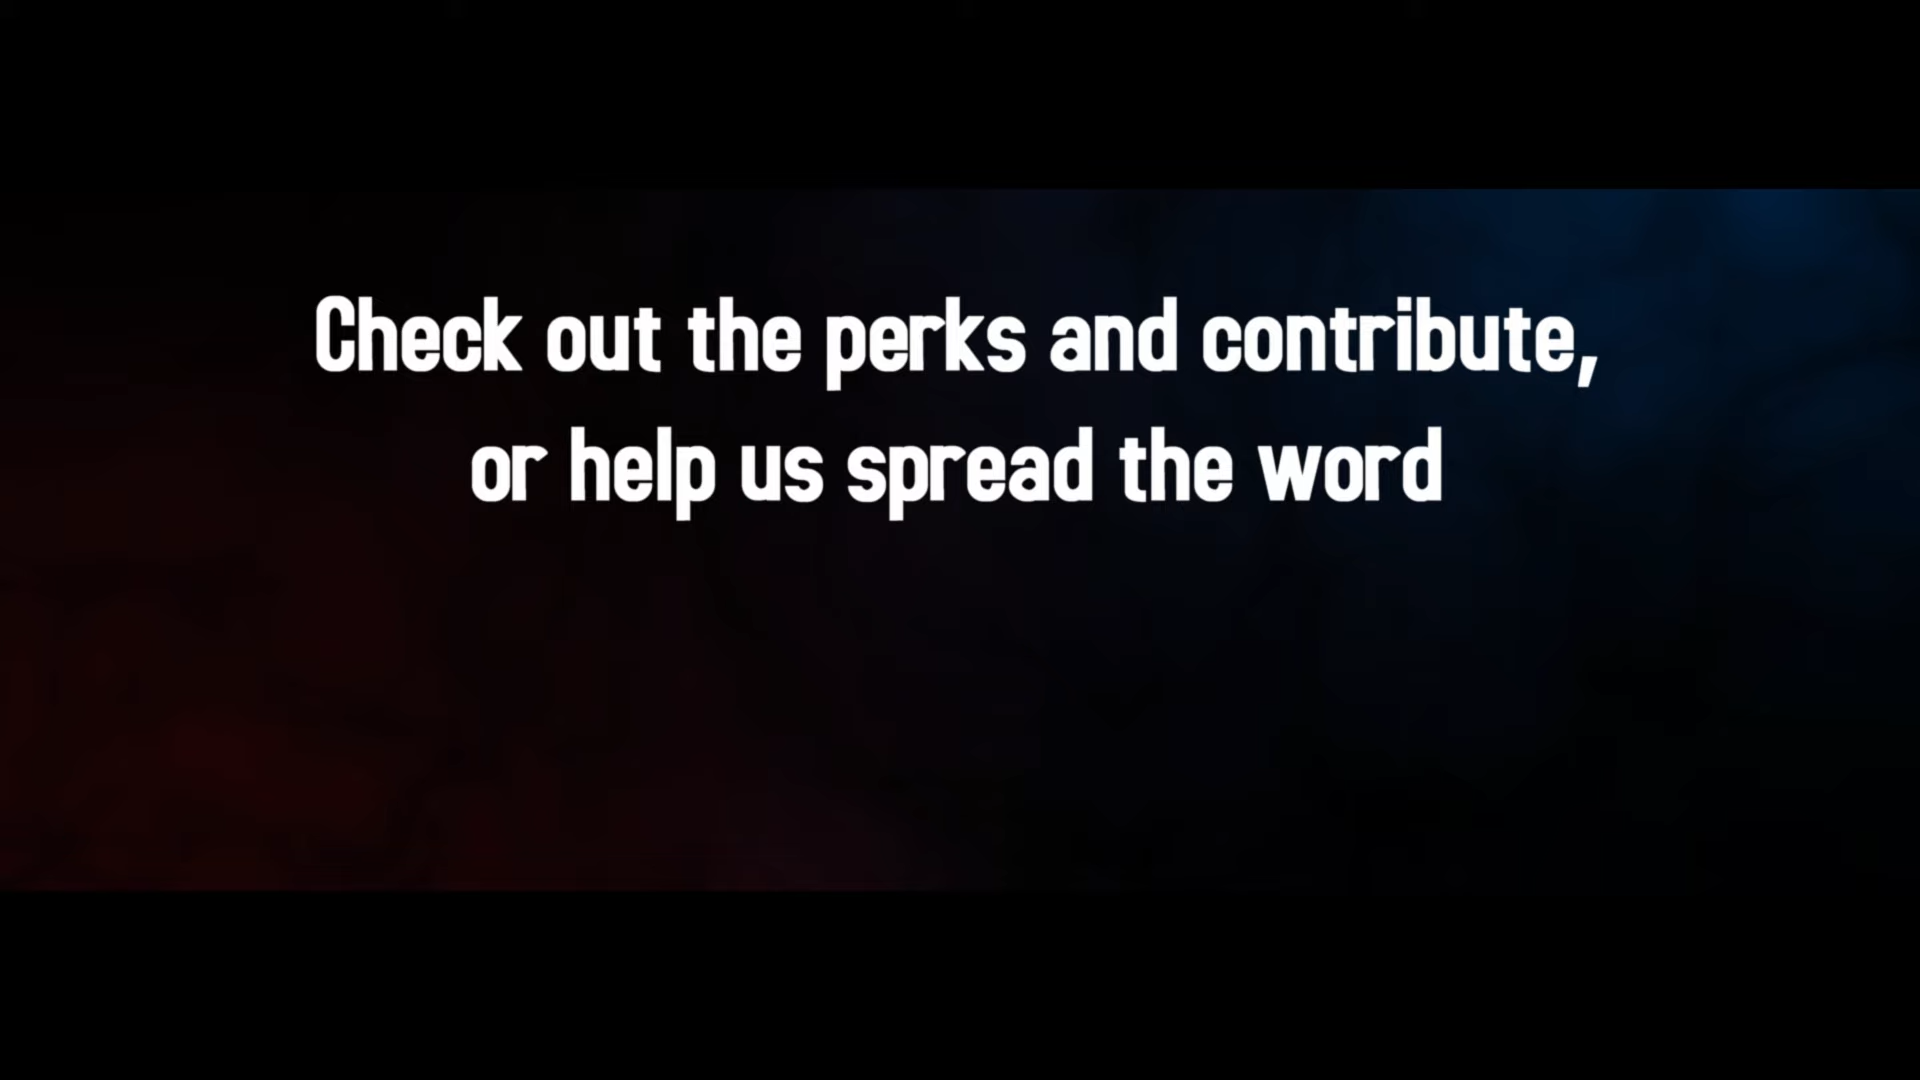 Check out the perks and contribute,
or help us spread the word